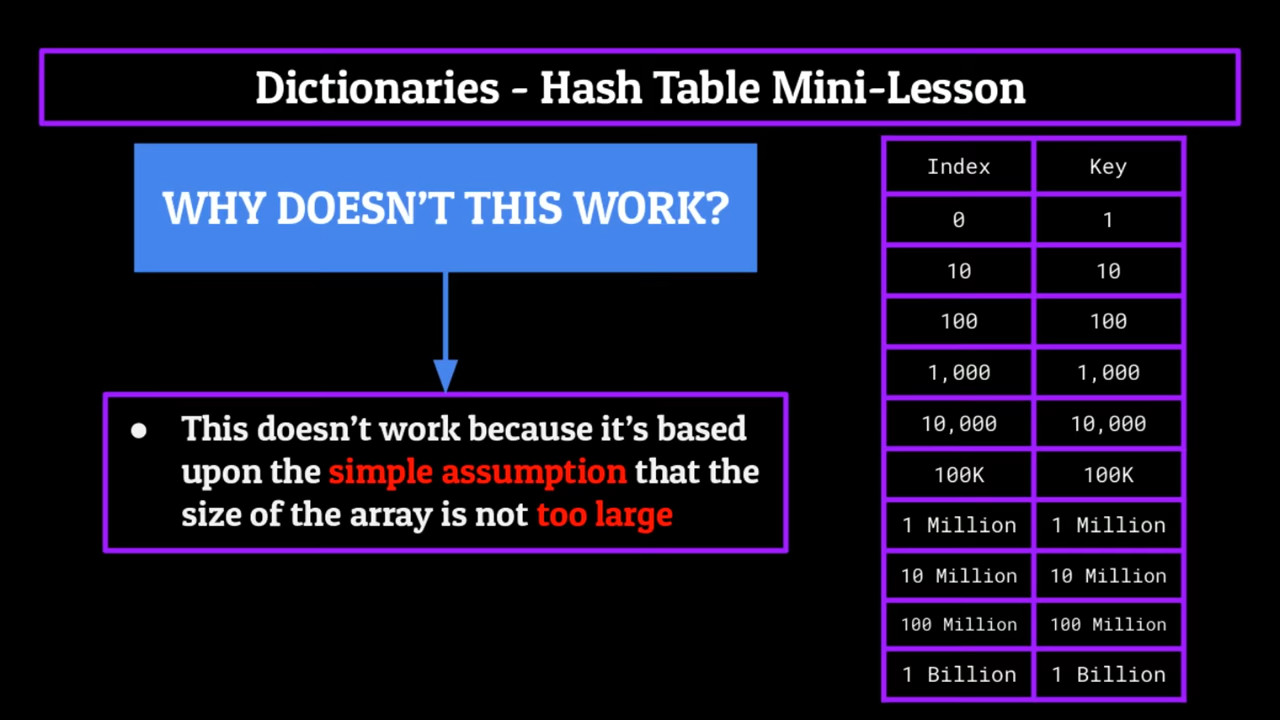 Dictionaries - Hash Table Mini-Lesson
WHY DOESN'T THIS WORK?
● This doesn't work because it's based
upon the simple assumption that the
size of the array is not too large
Index Key
0 1
10 10
100 100
1,000 1,000
10,000 10,000
100K 100K
1 Million 1 Million
10 Million 10 Million
100 Million 100 Million
1 Billion 1 Billion